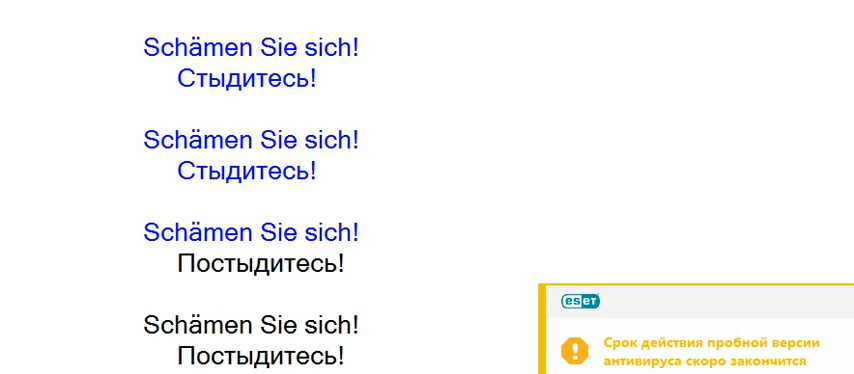 Schämen Sie sich!
Стыдитесь!
Schämen Sie sich!
Стыдитесь!
Schämen Sie sich!
Постыдитесь!
Schämen Sie sich!
Постыдитесь!
eseT
Срок действия пробной версии
антивируса скоро закончится